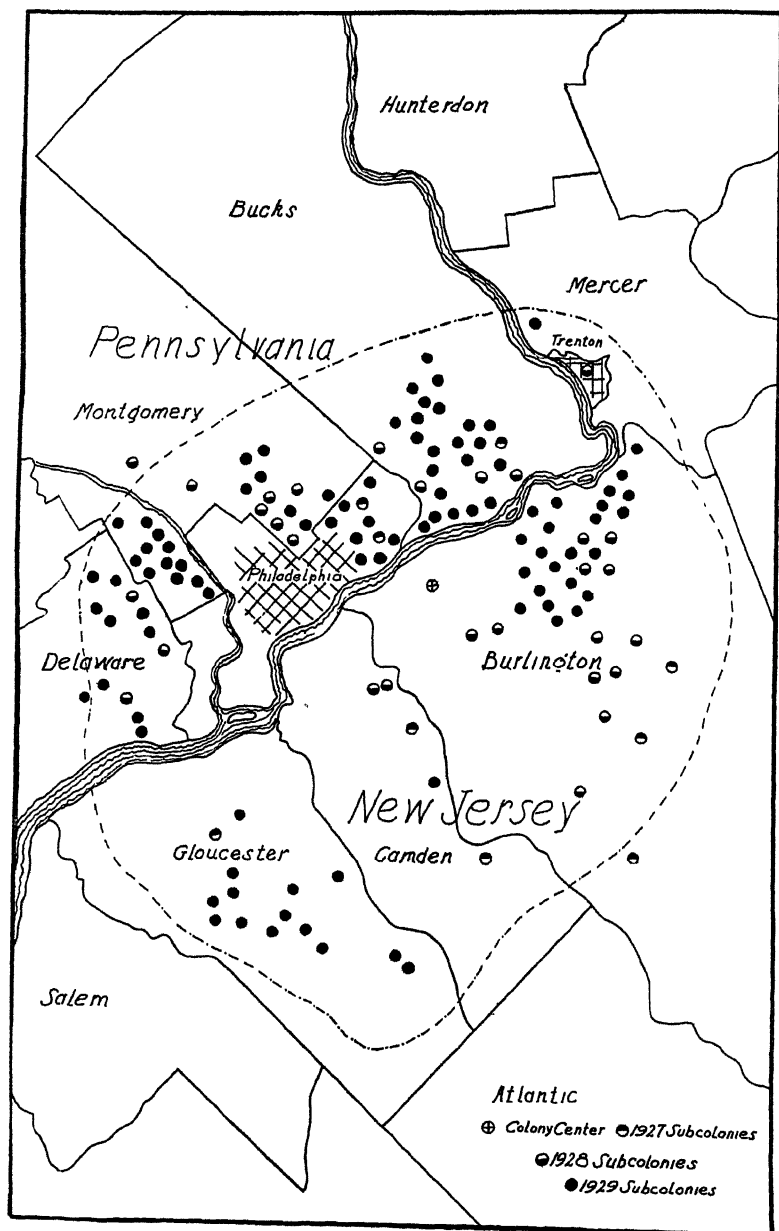 Hunterdon
Bucks
Mercer
Pennsylvania
Trenton
Montgomery
Philadelphia
Delaware
Burlington
New Jersey
Gloucester
Camden
Salem
Atlantic
Colony Center 1927 Subcolonies
1928 Subcolonies
1929 Subcolonies